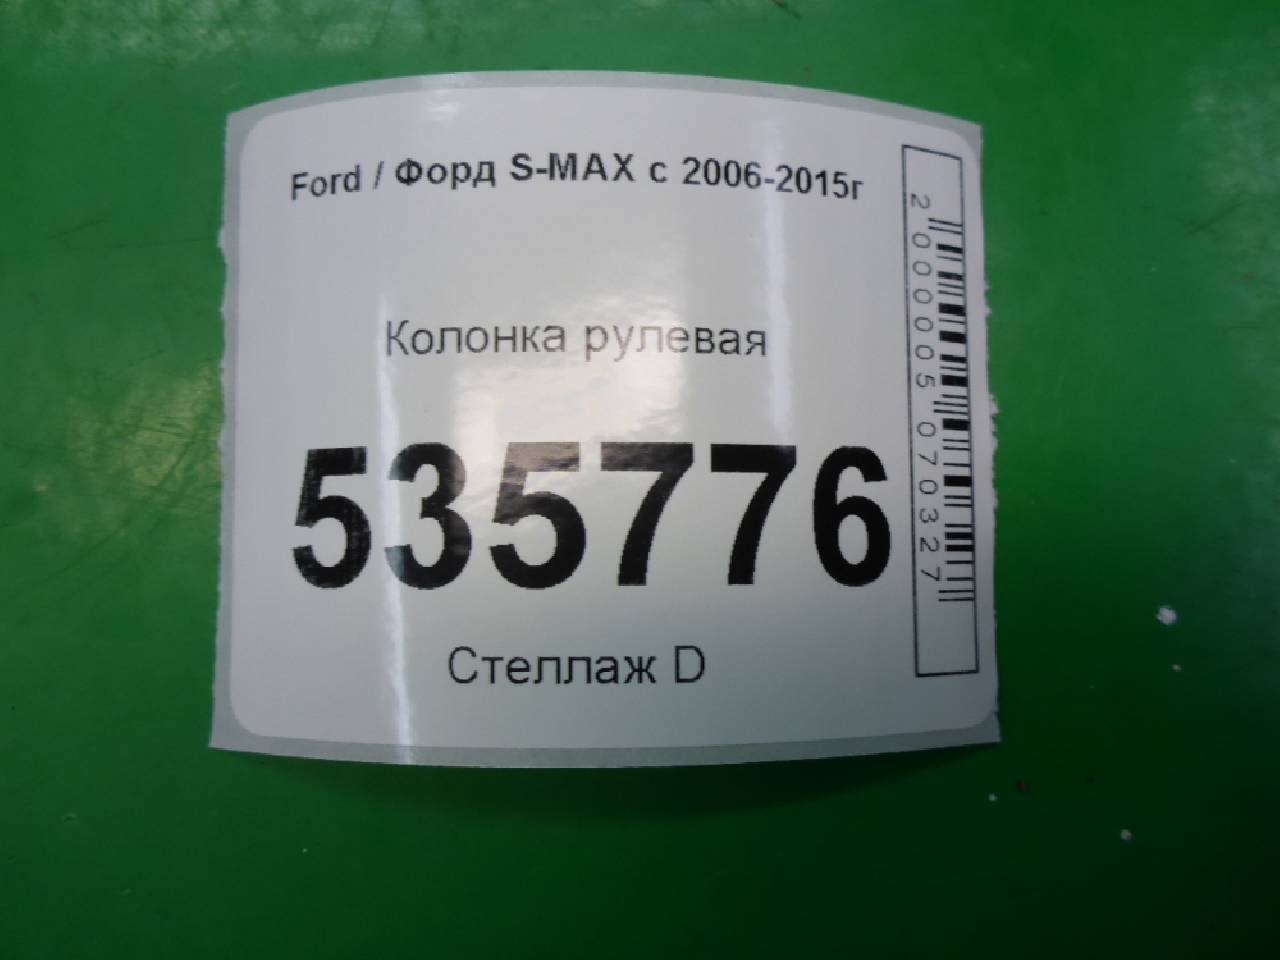 Ford / Форд S-MAX с 2006-2015г
Колонка рулевая
535776
Стеллаж D
2000005070327